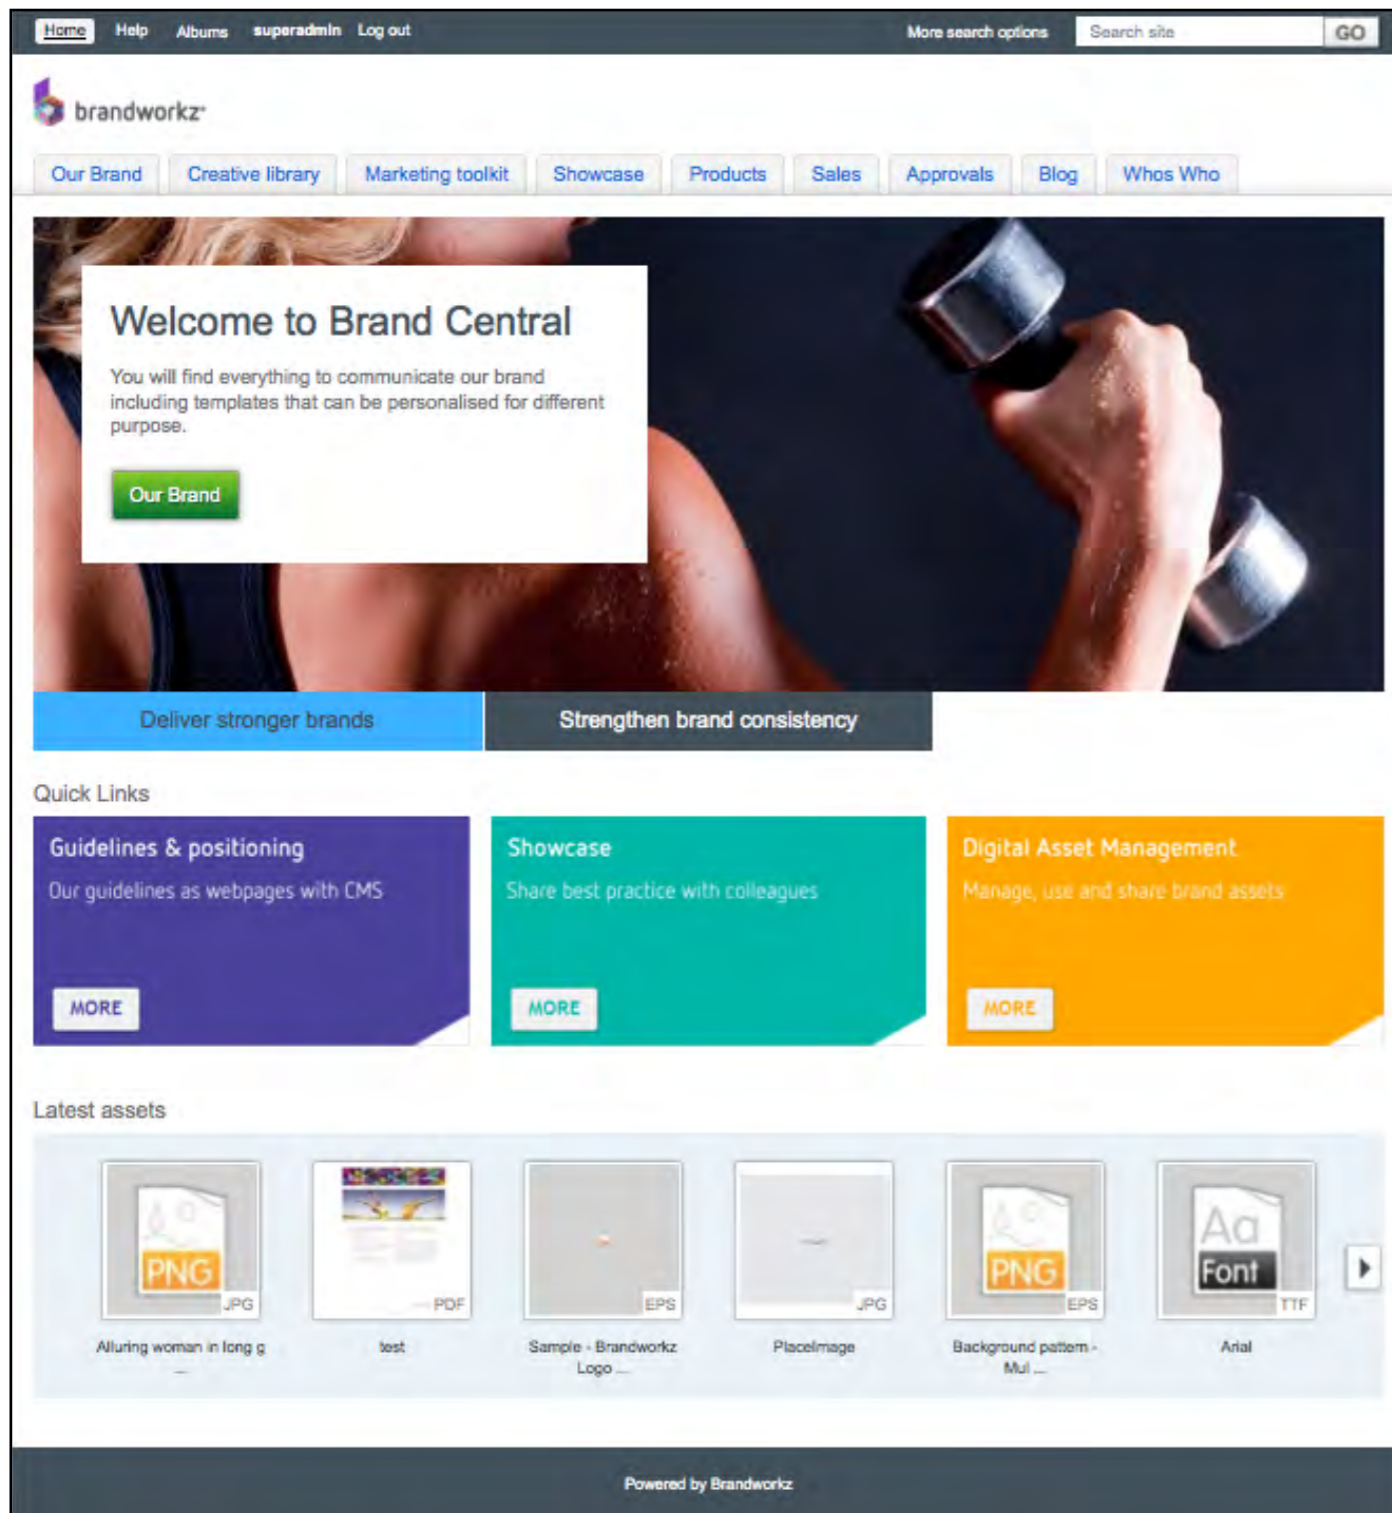 Home Help Albums superadmin Log out More search options Search site GO
brandworkz
Our Brand Creative library Marketing toolkit Showcase Products Sales Approvals Blog Whos Who
Welcome to Brand Central
You will find everything to communicate our brand
including templates that can be personalised for different
purpose.
Our Brand
Deliver stronger brands Strengthen brand consistency
Quick Links
Guidelines & positioning
Our guidelines as webpages with CMS
MORE
Showcase
Share best practice with colleagues
MORE
Digital Asset Management
Manage, use and share brand assets
MORE
Latest assets
PNG
JPG
Alluring woman in long g
...
PDF
test
EPS
Sample - Brandworkz
Logo ...
JPG
PlaceImage
PNG
EPS
Background pattern -
Mul ...
Aa
Font
TTF
Arial
Powered by Brandworkz